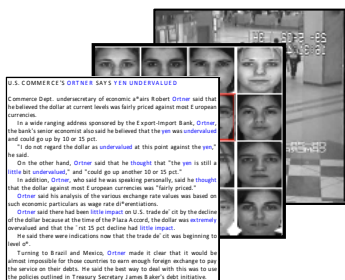 U.S. COMMERCE'S ORTNER SAYS YEN UNDERVALUED
Commerce Dept. undersecretary of economic a*airs Robert Ortner said that
he believed the dollar at current levels was fairly priced against most European
currencies.
In a wide ranging address sponsored by the Export-Import Bank, Ortner,
the bank's senior economist also said he believed that the yen was undervalued
and could go up by 10 or 15 pct.
"I do not regard the dollar as undervalued at this point against the yen,"
he said.
On the other hand, Ortner said that he thought that "the yen is still a
little bit undervalued," and "could go up another 10 or 15 pct."
In addition, Ortner, who said he was speaking personally, said he thought
that the dollar against most European currencies was "fairly priced."
Ortner said his analysis of the various exchange rate values was based on
such economic particulars as wage rate di*erentiations.
Ortner said there had been little impact on U.S. trade de`cit by the decline
of the dollar because at the time of the Plaza Accord, the dollar was extremely
overvalued and that the `rst 15 pct decline had little impact.
He said there were indications now that the trade de`cit was beginning to
level o*.
Turning to Brazil and Mexico, Ortner made it clear that it would be
almost impossible for those countries to earn enough foreign exchange to pay
the service on their debts. He said the best way to deal with this was to use
the policies outlined in Treasury Secretary James Baker's debt initiative.